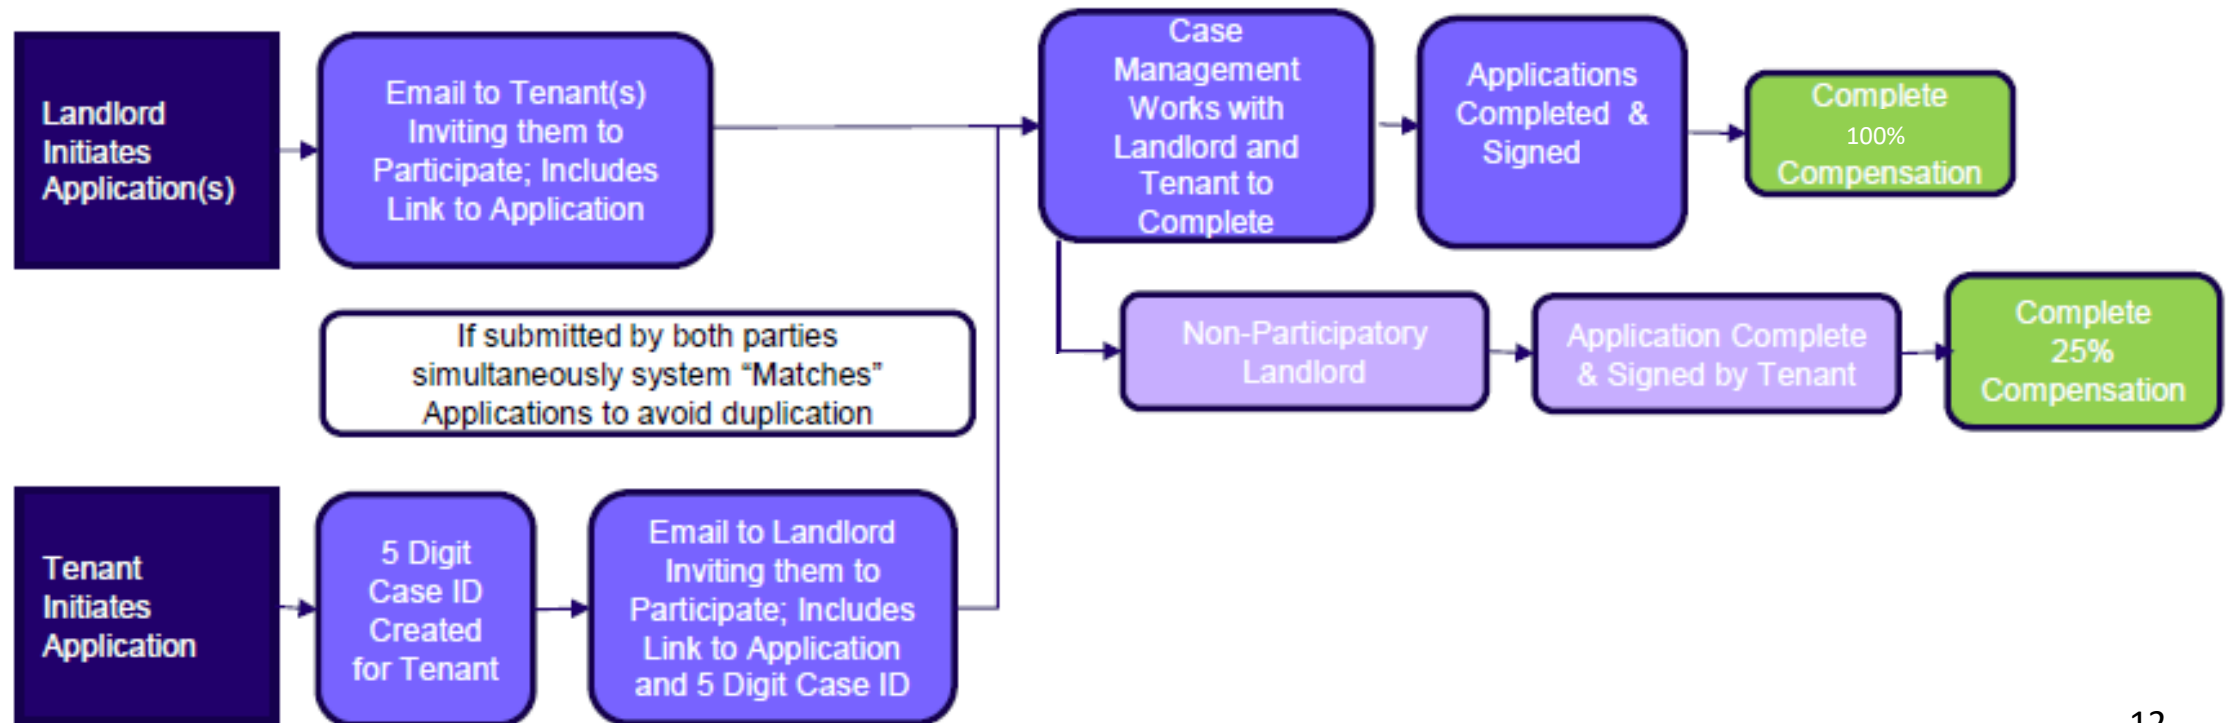 Landlord
Initiates
Application(s)
Email to Tenant(s)
Inviting them to
Participate; Includes
Link to Application
Case
Management
Works with
Landlord and
Tenant to
Complete
Applications
Completed &
Signed
Complete
100%
Compensation
Non-Participatory
Landlord
Application Complete
& Signed by Tenant
Complete
25%
Compensation
If submitted by both parties
simultaneously system “Matches”
Applications to avoid duplication
Tenant
Initiates
Application
5 Digit
Case ID
Created
for Tenant
Email to Landlord
Inviting them to
Participate; Includes
Link to Application
and 5 Digit Case ID
12